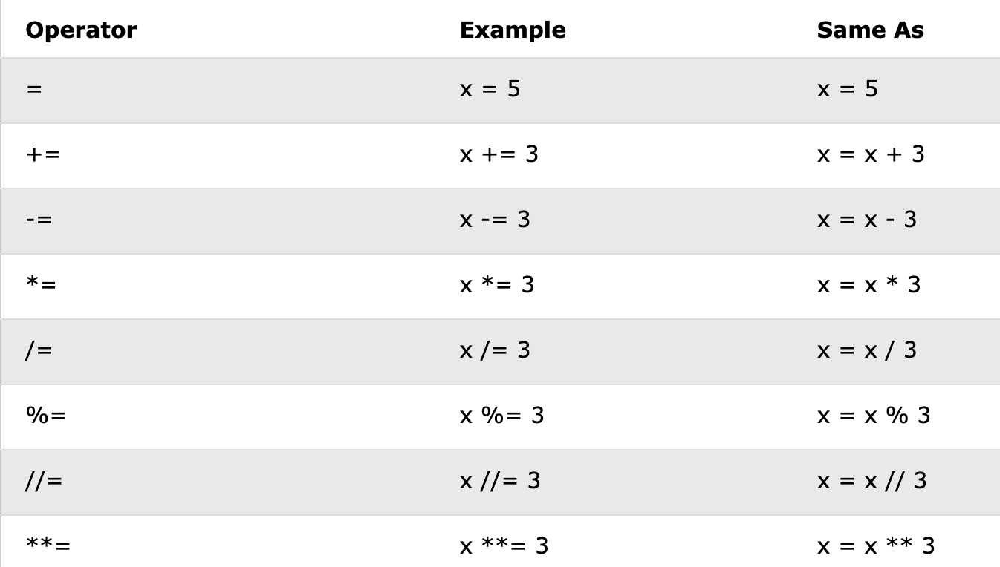 Operator Example Same As
= x = 5 x = 5
+= x += 3 x = x + 3
-= x -= 3 x = x - 3
*= x *= 3 x = x * 3
/= x /= 3 x = x / 3
%= x %= 3 x = x % 3
//= x //= 3 x = x // 3
**= x **= 3 x = x ** 3